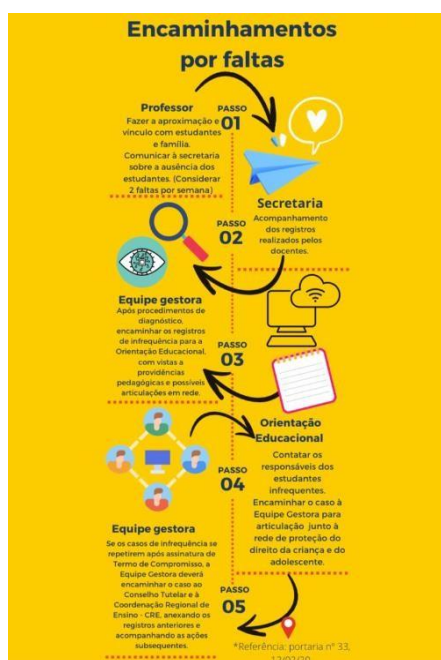 Encaminhamentos
por faltas
Professor
Fazer a aproximação e
vínculo com estudantes
e família.
Comunicar à secretaria
sobre a ausência dos
estudantes. (Considerar
2 faltas por semana)
PASSO
01
Secretaria
Acompanhamento
dos registros
realizados pelos
docentes.
PASSO
02
Equipe gestora
Após procedimentos de
diagnóstico,
encaminhar os registros
de infrequência para a
Orientação Educacional,
com vistas a
providências
pedagógicas e possíveis
articulações em rede.
PASSO
03
Orientação
Educacional
Contatar os
responsáveis dos
estudantes
infrequentes.
Encaminhar o caso à
Equipe Gestora para
articulação junto à
rede de proteção do
direito da criança e do
adolescente.
PASSO
04
Equipe gestora
Se os casos de infrequência se
repetirem após assinatura de
Termo de Compromisso, a
Equipe Gestora deverá
encaminhar o caso ao
Conselho Tutelar e à
Coordenação Regional de
Ensino - CRE, anexando os
registros anteriores e
acompanhando as ações
subsequentes.
PASSO
05
*Referência: portaria nº 33,